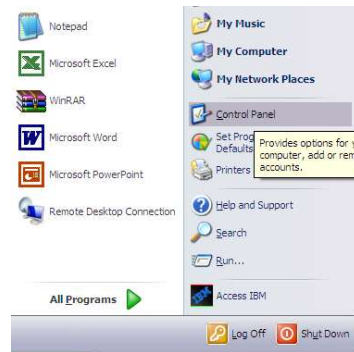 Notepad
Microsoft Excel
WinRAR
Microsoft Word
Microsoft PowerPoint
Remote Desktop Connection
All Programs
My Music
My Computer
My Network Places
Control Panel
Set Prog
Defaults
Printers
Provides options for
computer, add or rem
accounts.
Help and Support
Search
Run...
Access IBM
Log Off
Shut Down